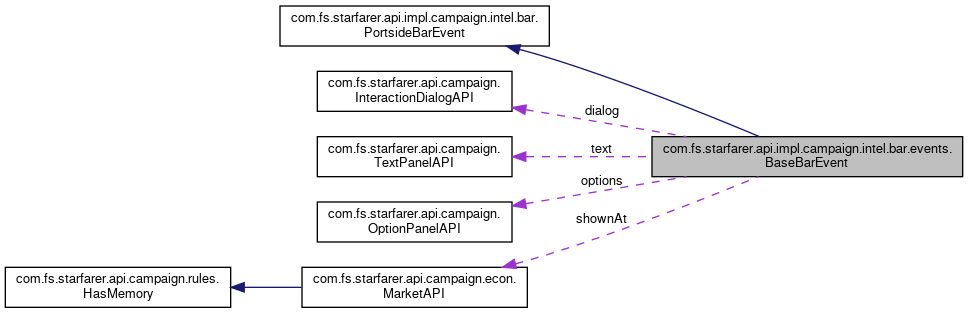 com.fs.starfarer.api.impl.campaign.intel.bar.
PortsideBarEvent
com.fs.starfarer.api.campaign.
InteractionDialogAPI
dialog
com.fs.starfarer.api.impl.campaign.intel.bar.events.
BaseBarEvent
com.fs.starfarer.api.campaign.
TextPanelAPI
text
com.fs.starfarer.api.campaign.
OptionPanelAPI
options
shownAt
com.fs.starfarer.api.campaign.rules.
HasMemory
com.fs.starfarer.api.campaign.econ.
MarketAPI